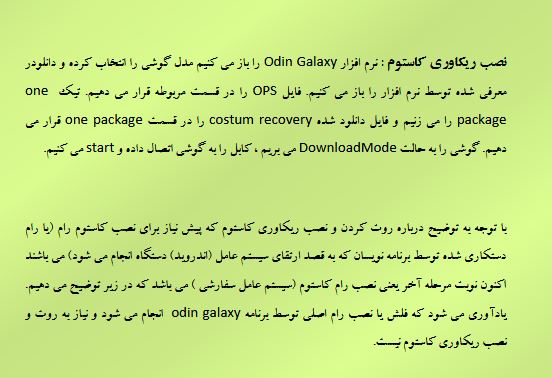 نصب ریکاوری کاستوم : نرم افزار Odin Galaxy را باز می کنیم مدل گوشی را انتخاب کرده و دانلودر
معرفی شده توسط نرم افزار را باز می کنیم. فایل OPS را در قسمت مربوطه قرار می دهیم. تیک one
package را می زنیم و فایل دانلود شده costum recovery را در قسمت one package قرار می
دهیم. گوشی را به حالت DownloadMode می بریم ، کابل را به گوشی اتصال داده و start می کنیم.
با توجه به توضیح درباره روت کردن و نصب ریکاوری کاستوم که پیش نیاز برای نصب کاستوم رام (یا رام
دستکاری شده توسط برنامه نویسان که به قصد ارتقای سیستم عامل (اندروید) دستگاه انجام می شود) می باشند
اکنون نوبت مرحله آخر یعنی نصب رام کاستوم (سیستم عامل سفارشی ) می باشد که در زیر توضیح می دهیم.
یادآوری می شود که فلش یا نصب رام اصلی توسط برنامه odin galaxy انجام می شود و نیاز به روت و
نصب ریکاوری کاستوم نیست.